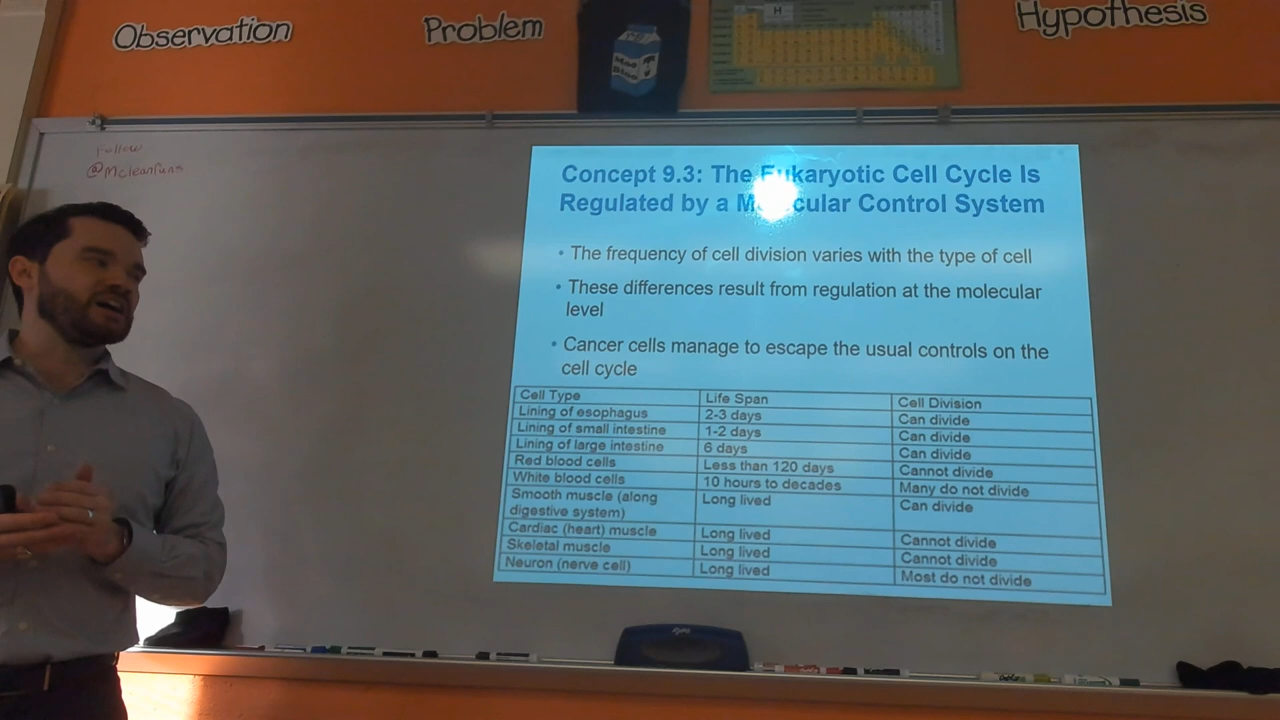 Observation
Problem
Hypothesis
Moo
H
Follow
Concept 9.3: The Eukaryotic Cell Cycle Is
Regulated by a Molecular Control System
• The frequency of cell division varies with the type of cell
• These differences result from regulation at the molecular
level
• Cancer cells manage to escape the usual controls on the
cell cycle
Cell Type Life Span Cell Division
Lining of esophagus 2-3 days Can divide
Lining of small intestine 1-2 days Can divide
Lining of large intestine 6 days Can divide
Red blood cells Less than 120 days Cannot divide
White blood cells 10 hours to decades Many do not divide
Smooth muscle (along Long lived Can divide
digestive system)
Cardiac (heart) muscle Long lived Cannot divide
Skeletal muscle Long lived Cannot divide
Neuron (nerve cell) Long lived Most do not divide